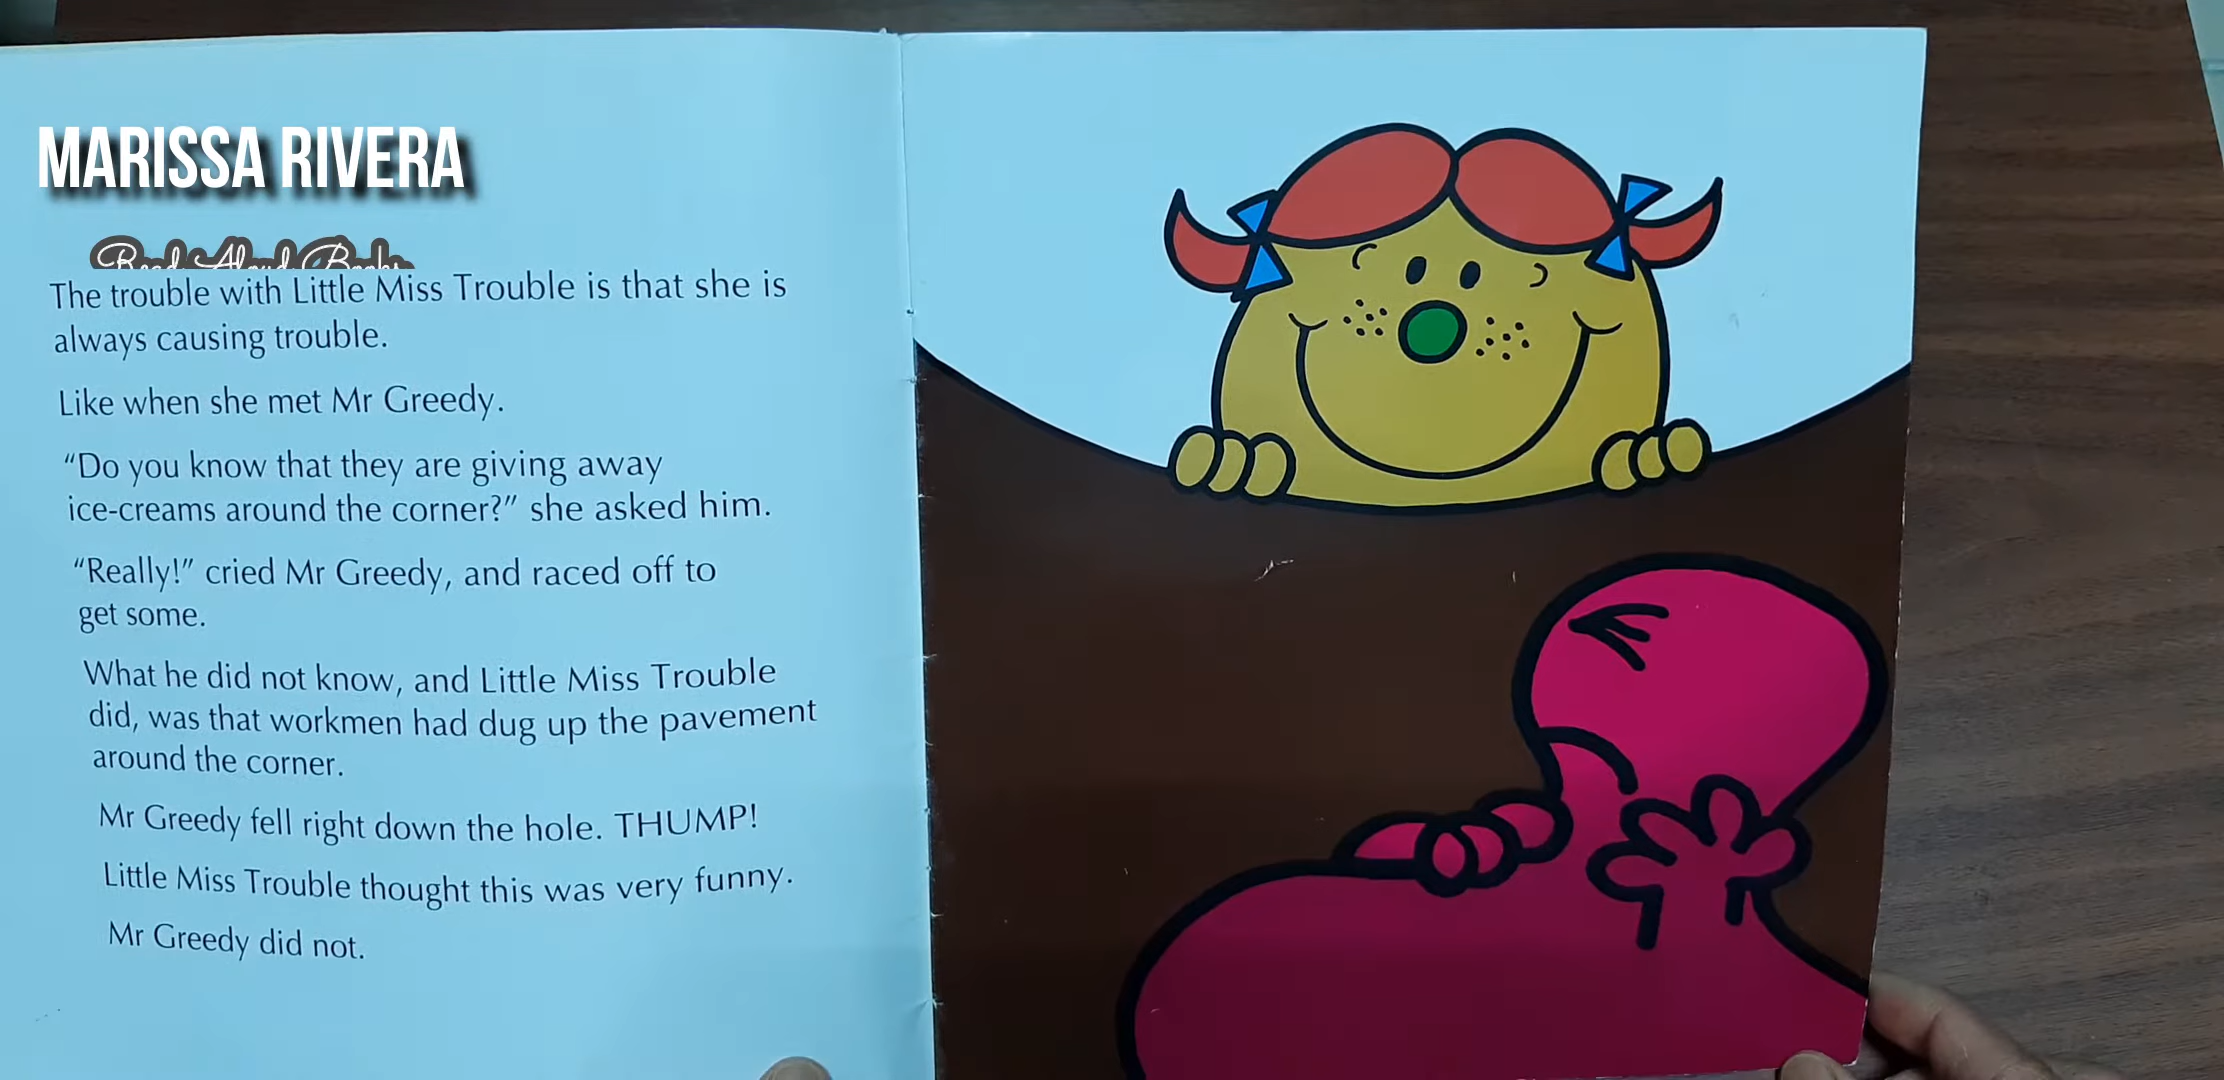 MARISSA RIVERA
Read Aloud Books
The trouble with Little Miss Trouble is that she is
always causing trouble.
Like when she met Mr Greedy.
“Do you know that they are giving away
ice-creams around the corner?” she asked him.
“Really!” cried Mr Greedy, and raced off to
get some.
What he did not know, and Little Miss Trouble
did, was that workmen had dug up the pavement
around the corner.
Mr Greedy fell right down the hole. THUMP!
Little Miss Trouble thought this was very funny.
Mr Greedy did not.